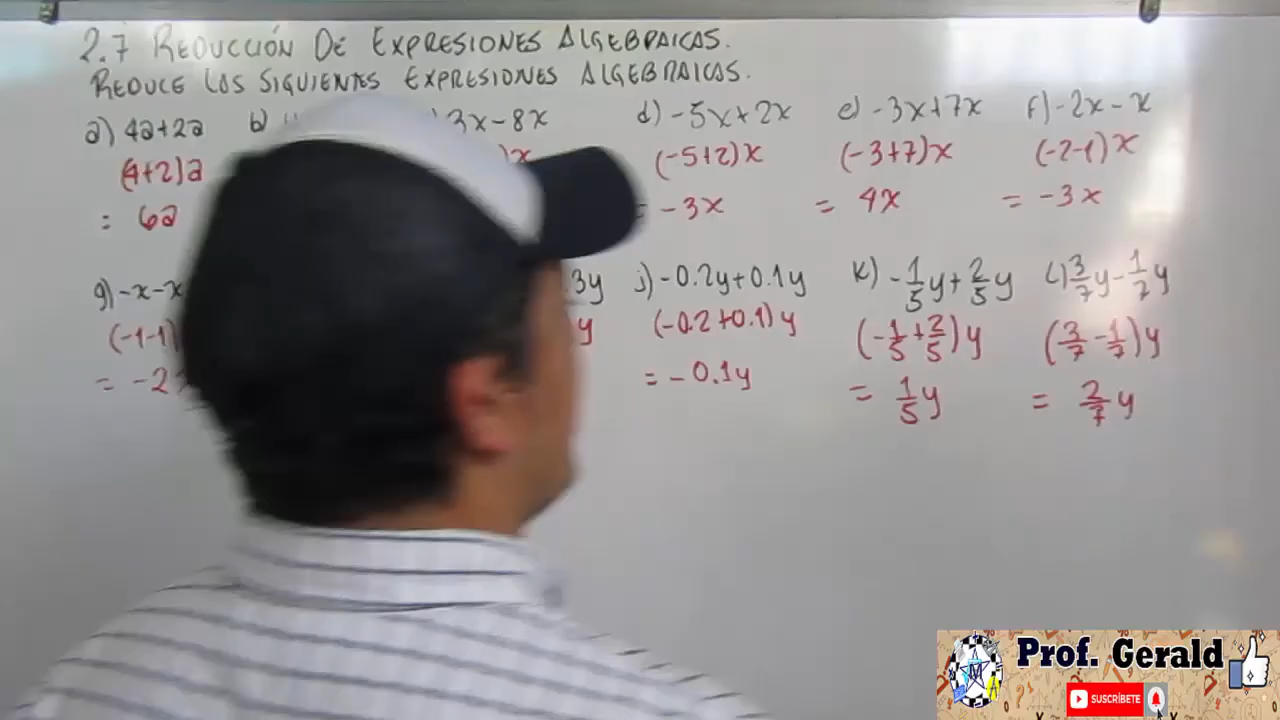 2.7 REDUCCIÓN DE EXPRESIONES ALGEBRAICAS.
REDUCE LAS SIGUIENTES EXPRESIONES ALGEBRAICAS.
a) 4a+2a b) ) 3x-8x d) -5x+2x e) -3x+7x f) -2x-x
(4+2)a )x (-5+2)x (-3+7)x (-2-1)x
= 6a = -3x = 4x = -3x
g) -x-x 3y j) -0.2y+0.1y k) -1/5y+2/5y l) 3/7y-1/7y
(-1-1) y (-0.2+0.1)y (-1/5+2/5)y (3/7-1/7)y
= -2x = -0.1y = 1/5y = 2/7y
Prof. Gerald
SUSCRÍBETE